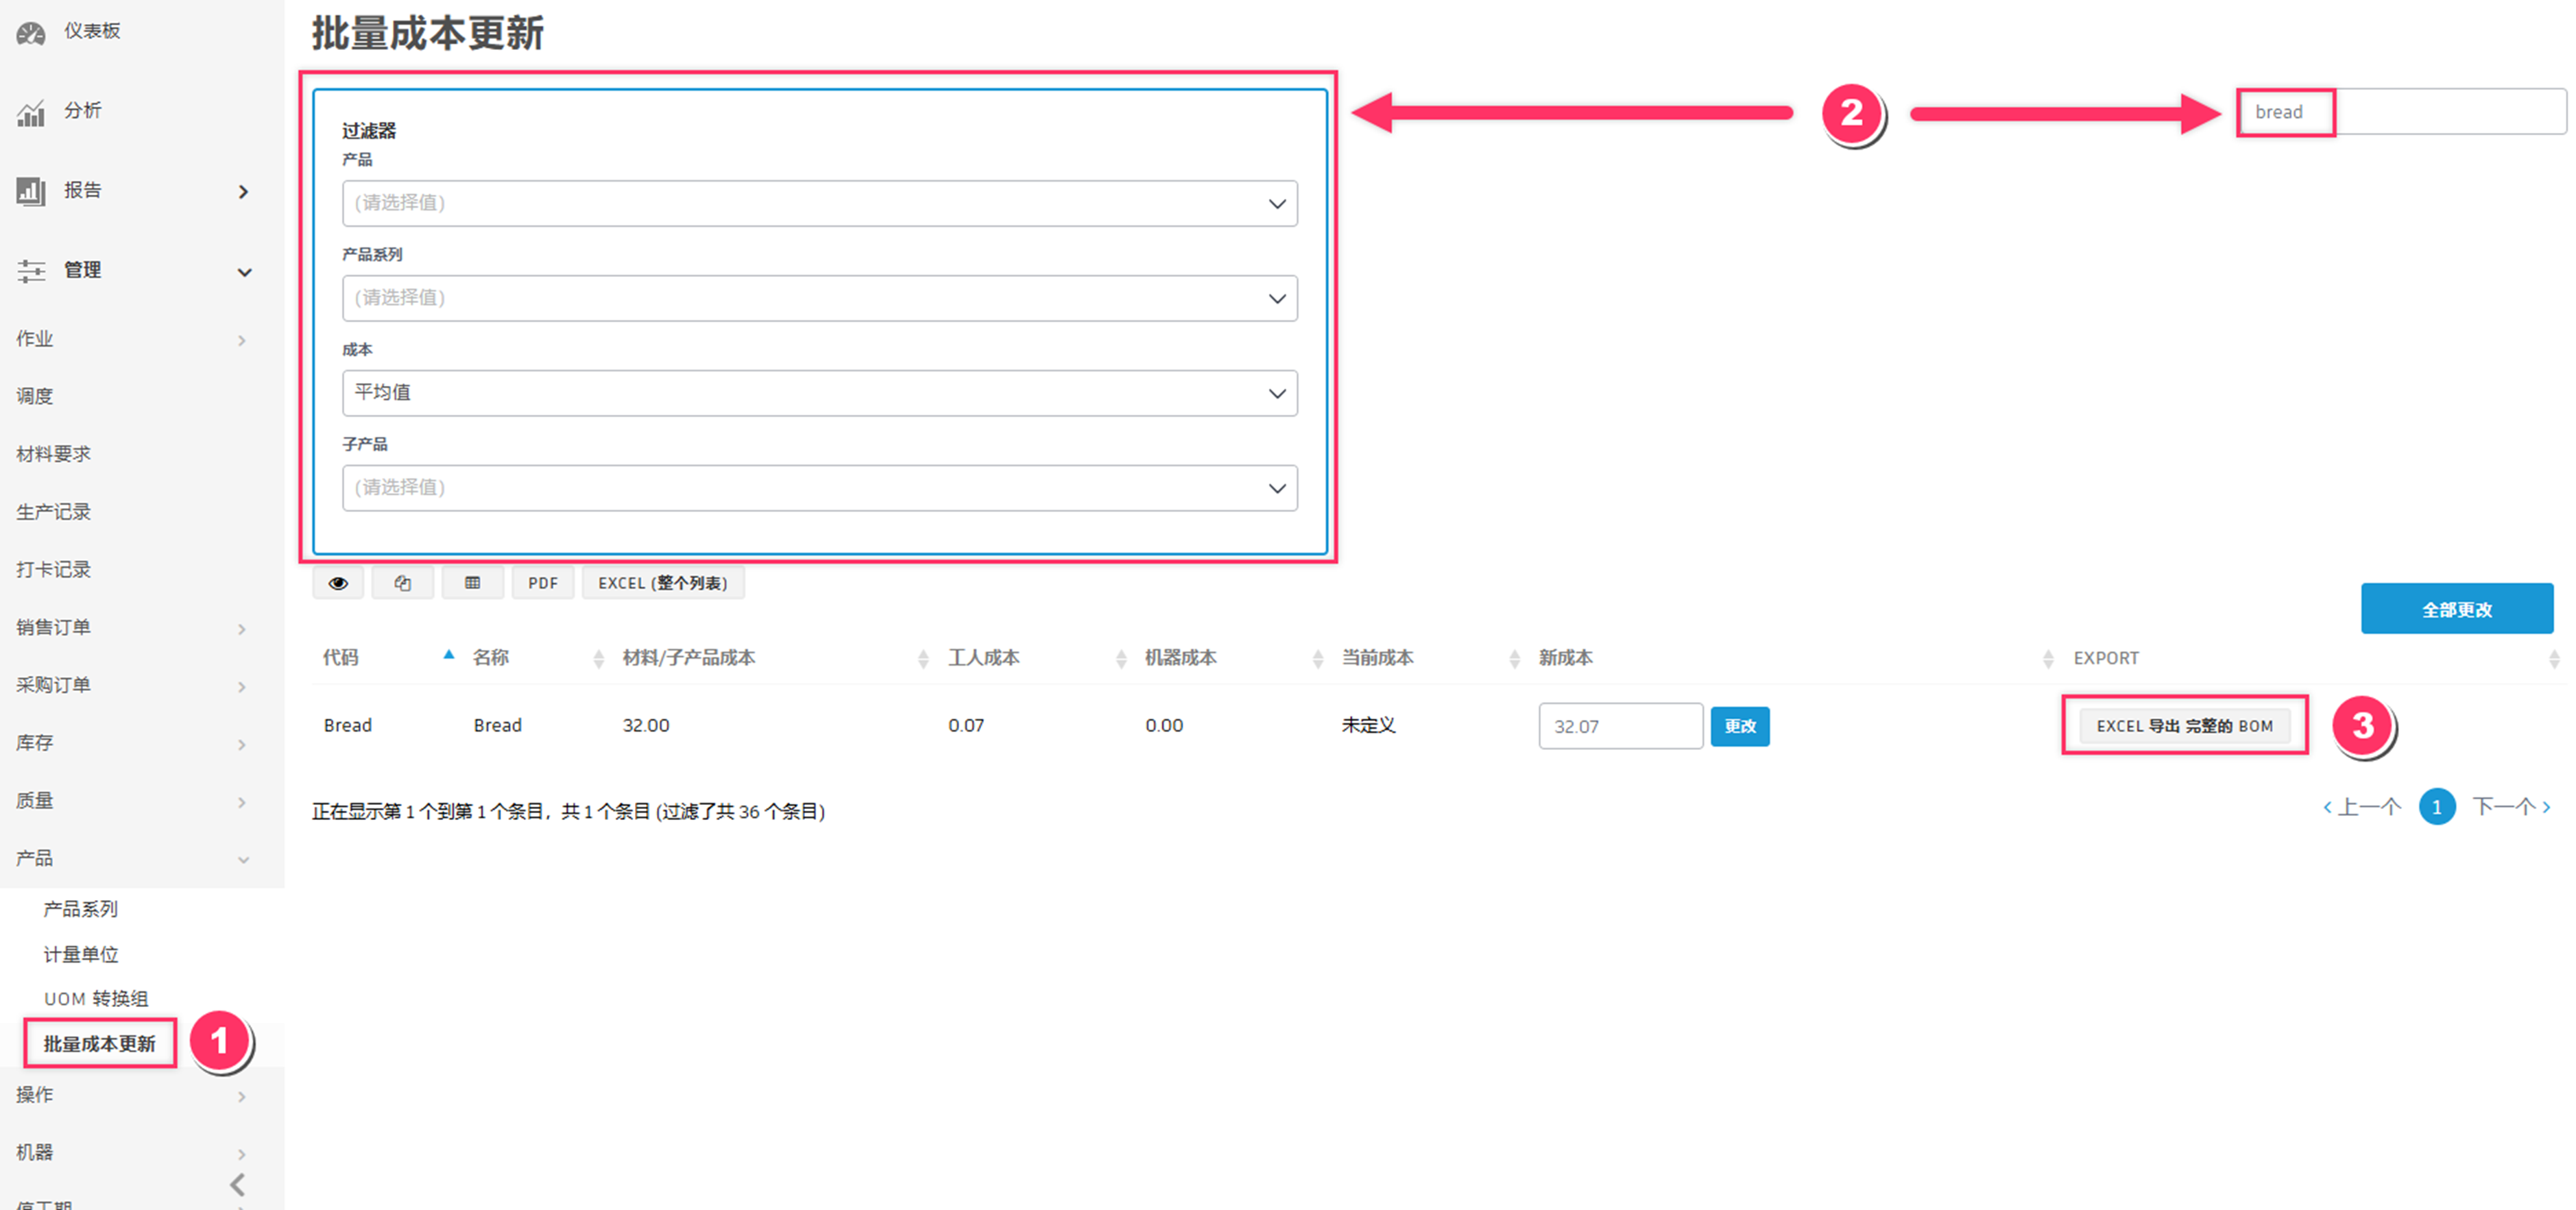 仪表板
分析
报告
管理
作业
调度
材料要求
生产记录
打卡记录
销售订单
采购订单
库存
质量
产品
产品系列
计量单位
UOM 转换组
批量成本更新
1
操作
机器
停工期
批量成本更新
2
bread
过滤器
产品
(请选择值)
产品系列
(请选择值)
成本
平均值
子产品
(请选择值)
PDF
EXCEL (整个列表)
全部更改
代码 名称 材料/子产品成本 工人成本 机器成本 当前成本 新成本 EXPORT
Bread Bread 32.00 0.07 0.00 未定义 32.07 更改 EXCEL 导出 完整的 BOM
3
正在显示第 1 个到第 1 个条目，共 1 个条目 (过滤了共 36 个条目)
上一个 1 下一个